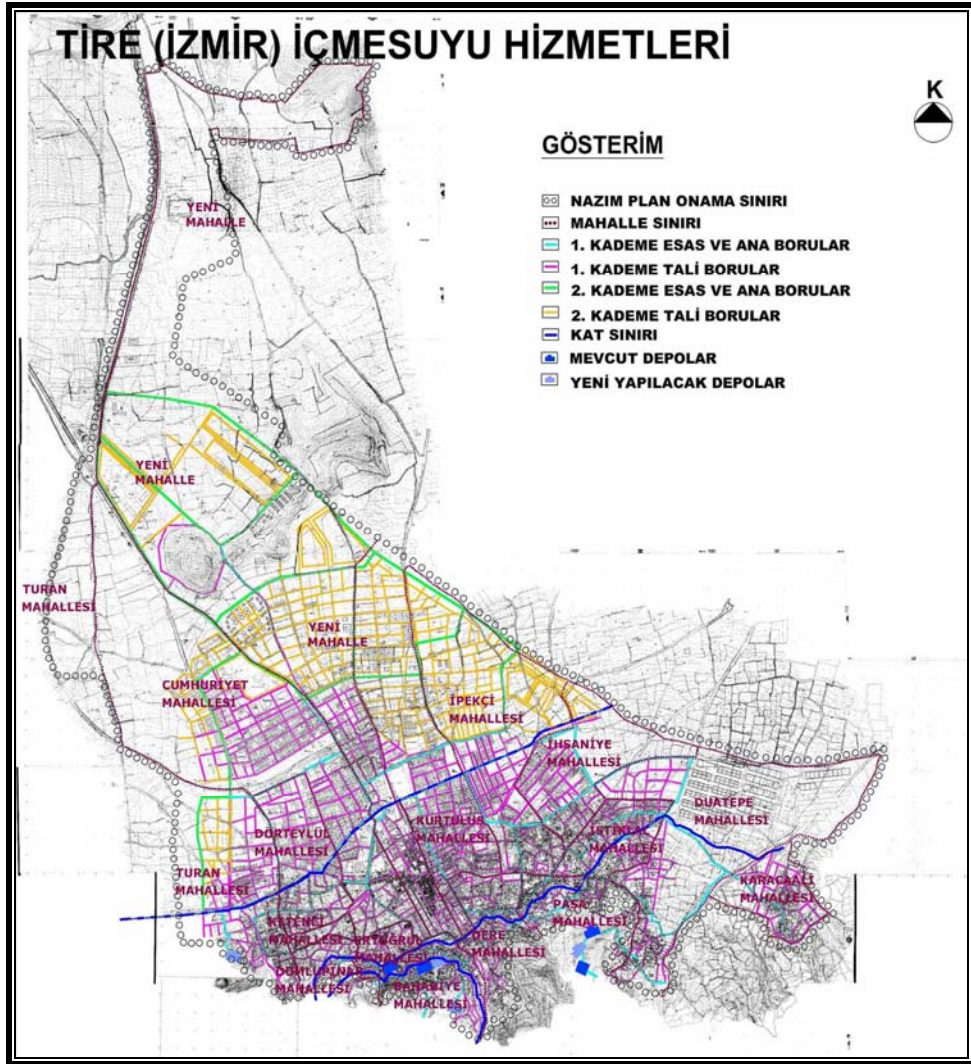 TİRE (İZMİR) İÇMESUYU HİZMETLERİ
K
GÖSTERİM
NAZIM PLAN ONAMA SINIRI
MAHALLE SINIRI
1. KADEME ESAS VE ANA BORULAR
1. KADEME TALİ BORULAR
2. KADEME ESAS VE ANA BORULAR
2. KADEME TALİ BORULAR
KAT SINIRI
MEVCUT DEPOLAR
YENİ YAPILACAK DEPOLAR
YENİ
MAHALLE
YENİ
MAHALLE
TURAN
MAHALLESİ
YENİ
MAHALLE
CUMHURİYET
MAHALLESİ
İPEKÇİ
MAHALLESİ
İHSANİYE
MAHALLESİ
DUATEPE
MAHALLESİ
KURTULUŞ
MAHALLESİ
İSTİKLAL
MAHALLESİ
DÖRTEYLÜL
MAHALLESİ
TURAN
MAHALLESİ
KARACAALİ
MAHALLESİ
PAŞA
MAHALLESİ
KETENCİ
MAHALLESİ
ERTUĞRUL
MAHALLESİ
DERE
MAHALLESİ
DUMLUPINAR
MAHALLESİ
BAHARİYE
MAHALLESİ